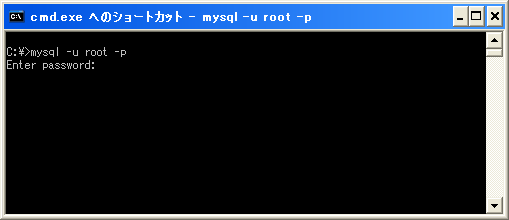 cmd.exe へのショートカット - mysql -u root -p
C:¥>mysql -u root -p
Enter password: